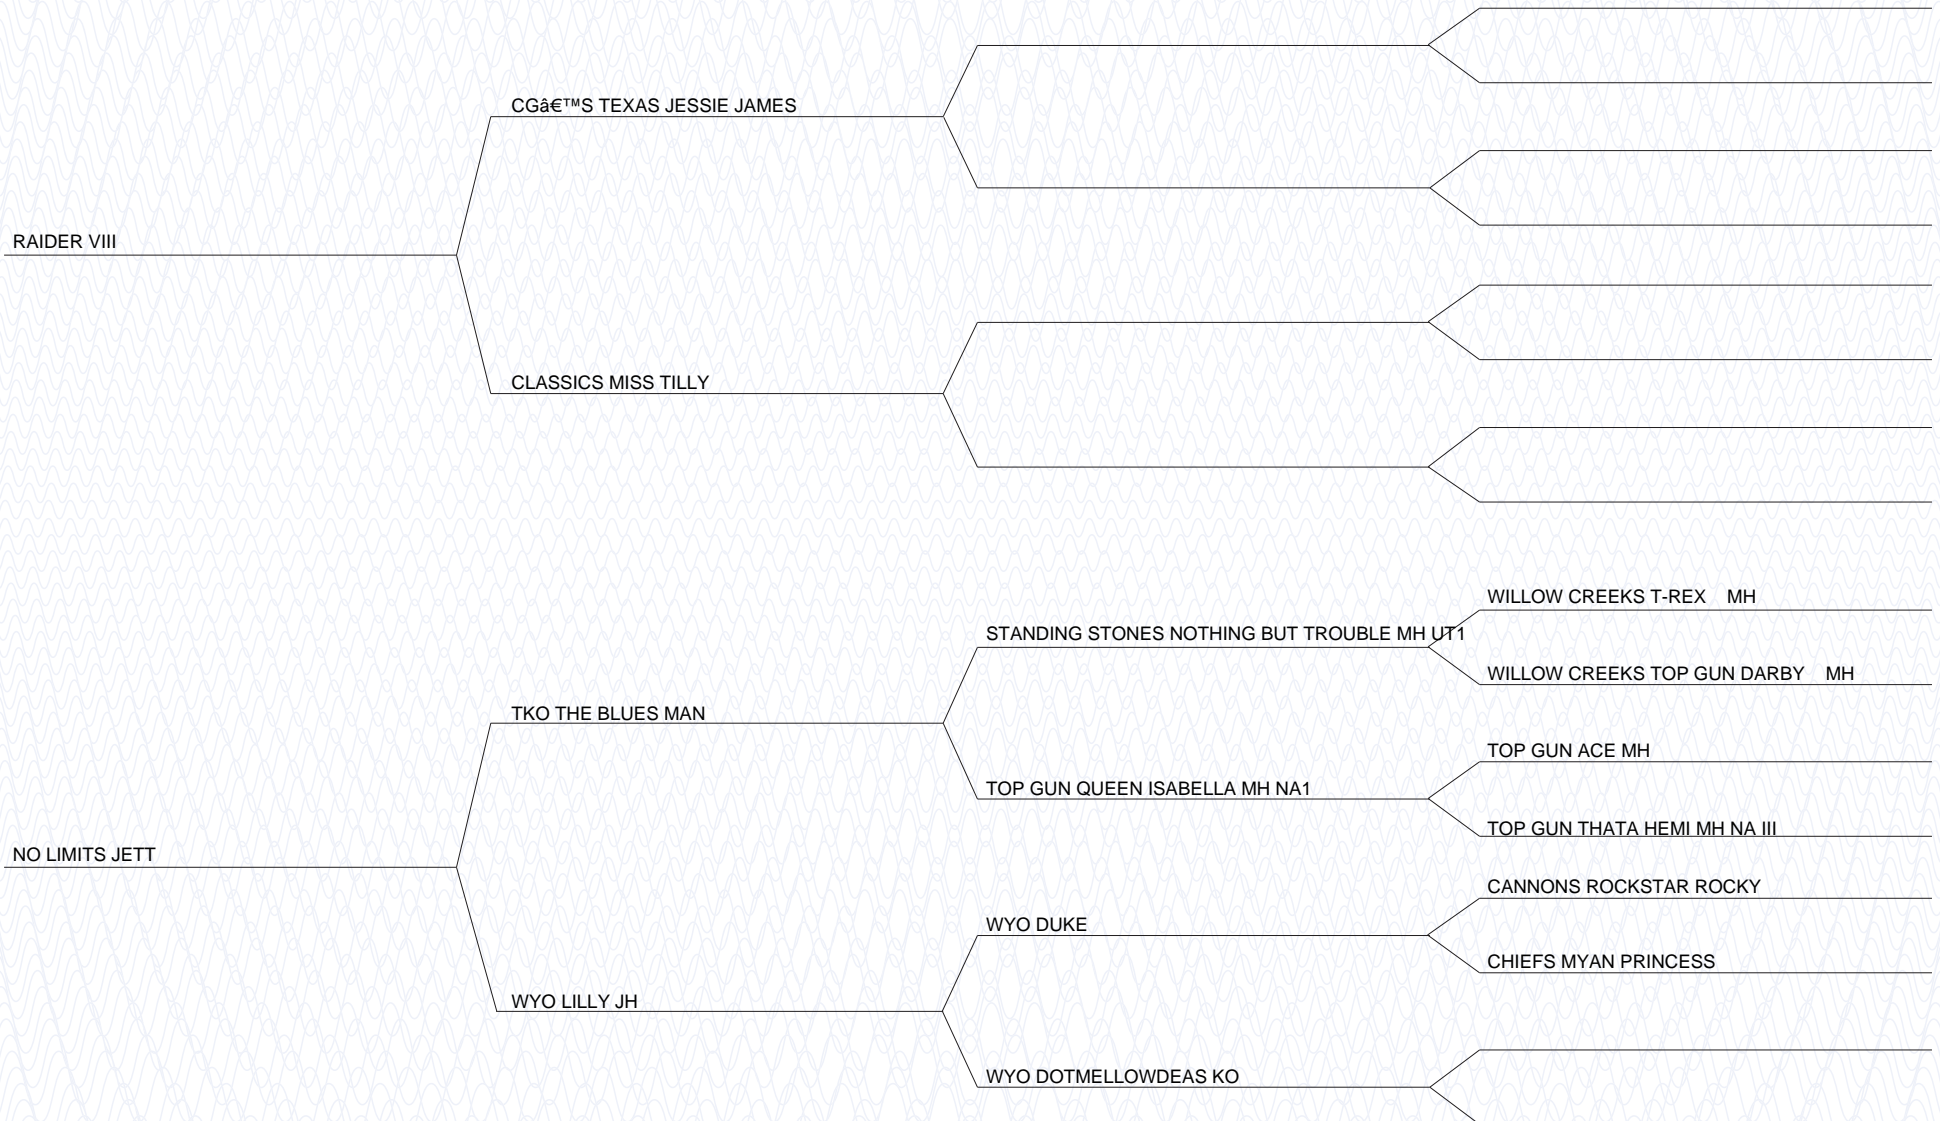 CGâ€™S TEXAS JESSIE JAMES
RAIDER VIII
CLASSICS MISS TILLY
WILLOW CREEKS T-REX MH
STANDING STONES NOTHING BUT TROUBLE MH UT1
WILLOW CREEKS TOP GUN DARBY MH
TKO THE BLUES MAN
TOP GUN ACE MH
TOP GUN QUEEN ISABELLA MH NA1
TOP GUN THATA HEMI MH NA III
NO LIMITS JETT
CANNONS ROCKSTAR ROCKY
WYO DUKE
CHIEFS MYAN PRINCESS
WYO LILLY JH
WYO DOTMELLOWDEAS KO